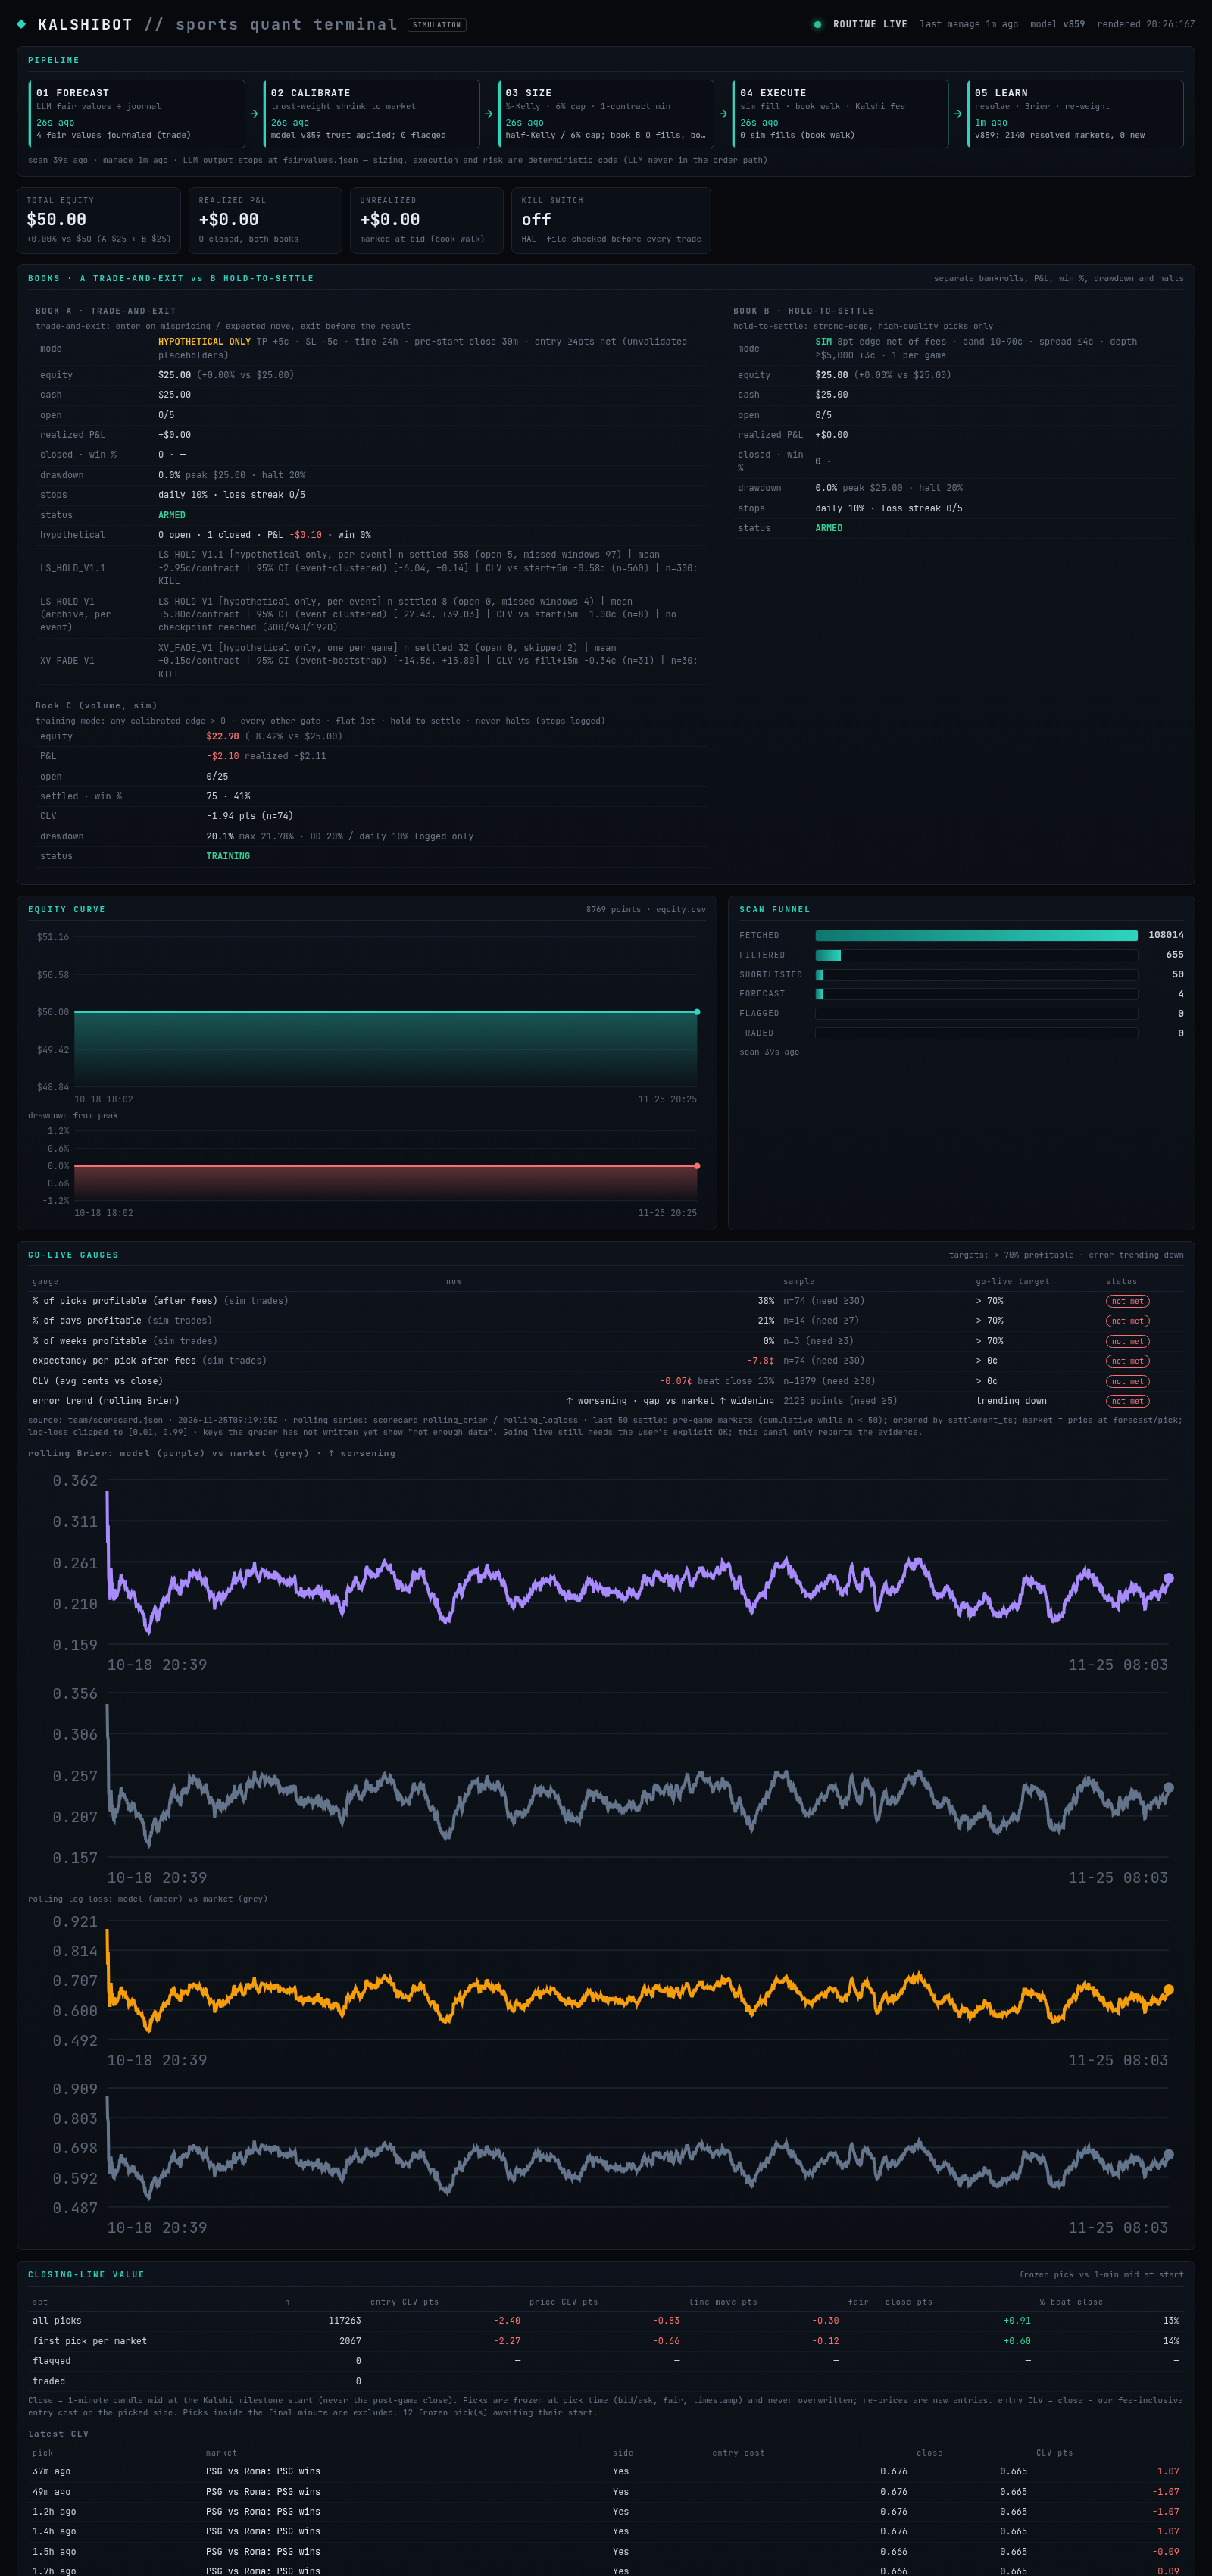 ◆ KALSHIBOT // sports quant terminal SIMULATION
ROUTINE LIVE last manage 1m ago model v859 rendered 20:26:16Z
PIPELINE
01 FORECAST
LLM fair values → journal
26s ago
4 fair values journaled (trade)
→
02 CALIBRATE
trust-weight shrink to market
26s ago
model v859 trust applied; 0 flagged
→
03 SIZE
½-Kelly · 6% cap · 1-contract min
26s ago
half-Kelly / 6% cap; book B 0 fills, bo…
→
04 EXECUTE
sim fill · book walk · Kalshi fee
26s ago
0 sim fills (book walk)
→
05 LEARN
resolve · Brier · re-weight
1m ago
v859: 2140 resolved markets, 0 new
scan 39s ago · manage 1m ago · LLM output stops at fairvalues.json — sizing, execution and risk are deterministic code (LLM never in the order path)
TOTAL EQUITY
$50.00
+0.00% vs $50 (A $25 + B $25)
REALIZED P&L
+$0.00
0 closed, both books
UNREALIZED
+$0.00
marked at bid (book walk)
KILL SWITCH
off
HALT file checked before every trade
BOOKS · A TRADE-AND-EXIT vs B HOLD-TO-SETTLE
separate bankrolls, P&L, win %, drawdown and halts
BOOK A · TRADE-AND-EXIT
trade-and-exit: enter on mispricing / expected move, exit before the result
mode HYPOTHETICAL ONLY TP +5c · SL -5c · time 24h · pre-start close 30m · entry ≥4pts net (unvalidated
placeholders)
equity $25.00 (+0.00% vs $25.00)
cash $25.00
open 0/5
realized P&L +$0.00
closed · win % 0 · —
drawdown 0.0% peak $25.00 · halt 20%
stops daily 10% · loss streak 0/5
status ARMED
hypothetical 0 open · 1 closed · P&L -$0.10 · win 0%
LS_HOLD_V1.1 LS_HOLD_V1.1 [hypothetical only, per event] n settled 558 (open 5, missed windows 97) | mean
-2.95c/contract | 95% CI (event-clustered) [-6.04, +0.14] | CLV vs start+5m -0.58c (n=560) | n=300:
KILL
LS_HOLD_V1
(archive, per
event)
LS_HOLD_V1 [hypothetical only, per event] n settled 8 (open 0, missed windows 4) | mean
+5.80c/contract | 95% CI (event-clustered) [-27.43, +39.03] | CLV vs start+5m -1.00c (n=8) | no
checkpoint reached (300/940/1920)
XV_FADE_V1 XV_FADE_V1 [hypothetical only, one per game] n settled 32 (open 0, skipped 2) | mean
+0.15c/contract | 95% CI (event-bootstrap) [-14.56, +15.80] | CLV vs fill+15m -0.34c (n=31) | n=30:
KILL
BOOK B · HOLD-TO-SETTLE
hold-to-settle: strong-edge, high-quality picks only
mode SIM 8pt edge net of fees · band 10-90c · spread ≤4c · depth
≥$5,000 ±3c · 1 per game
equity $25.00 (+0.00% vs $25.00)
cash $25.00
open 0/5
realized P&L +$0.00
closed · win
%
0 · —
drawdown 0.0% peak $25.00 · halt 20%
stops daily 10% · loss streak 0/5
status ARMED
Book C (volume, sim)
training mode: any calibrated edge > 0 · every other gate · flat 1ct · hold to settle · never halts (stops logged)
equity $22.90 (-8.42% vs $25.00)
P&L -$2.10 realized -$2.11
open 0/25
settled · win % 75 · 41%
CLV -1.94 pts (n=74)
drawdown 20.1% max 21.78% · DD 20% / daily 10% logged only
status TRAINING
EQUITY CURVE
8769 points · equity.csv
$51.16
$50.58
$50.00
$49.42
$48.84
10-18 18:02 11-25 20:25
drawdown from peak
1.2%
0.6%
0.0%
-0.6%
-1.2%
10-18 18:02 11-25 20:25
SCAN FUNNEL
FETCHED 108014
FILTERED 655
SHORTLISTED 50
FORECAST 4
FLAGGED 0
TRADED 0
scan 39s ago
GO-LIVE GAUGES
targets: > 70% profitable · error trending down
gauge now sample go-live target status
% of picks profitable (after fees) (sim trades) 38% n=74 (need ≥30) > 70% not met
% of days profitable (sim trades) 21% n=14 (need ≥7) > 70% not met
% of weeks profitable (sim trades) 0% n=3 (need ≥3) > 70% not met
expectancy per pick after fees (sim trades) -7.8¢ n=74 (need ≥30) > 0¢ not met
CLV (avg cents vs close) -0.07¢ beat close 13% n=1879 (need ≥30) > 0¢ not met
error trend (rolling Brier) ↑ worsening · gap vs market ↑ widening 2125 points (need ≥5) trending down not met
source: team/scorecard.json · 2026-11-25T09:19:05Z · rolling series: scorecard rolling_brier / rolling_logloss · last 50 settled pre-game markets (cumulative while n < 50); ordered by settlement_ts; market = price at forecast/pick;
log-loss clipped to [0.01, 0.99] · keys the grader has not written yet show "not enough data". Going live still needs the user's explicit OK; this panel only reports the evidence.
rolling Brier: model (purple) vs market (grey) · ↑ worsening
0.362
0.311
0.261
0.210
0.159
10-18 20:39 11-25 08:03
0.356
0.306
0.257
0.207
0.157
10-18 20:39 11-25 08:03
rolling log-loss: model (amber) vs market (grey)
0.921
0.814
0.707
0.600
0.492
10-18 20:39 11-25 08:03
0.909
0.803
0.698
0.592
0.487
10-18 20:39 11-25 08:03
CLOSING-LINE VALUE
frozen pick vs 1-min mid at start
set n entry CLV pts price CLV pts line move pts fair - close pts % beat close
all picks 117263 -2.40 -0.83 -0.30 +0.91 13%
first pick per market 2067 -2.27 -0.66 -0.12 +0.60 14%
flagged 0 — — — — —
traded 0 — — — — —
Close = 1-minute candle mid at the Kalshi milestone start (never the post-game close). Picks are frozen at pick time (bid/ask, fair, timestamp) and never overwritten; re-prices are new entries. entry CLV = close - our fee-inclusive
entry cost on the picked side. Picks inside the final minute are excluded. 12 frozen pick(s) awaiting their start.
latest CLV
pick market side entry cost close CLV pts
37m ago PSG vs Roma: PSG wins Yes 0.676 0.665 -1.07
49m ago PSG vs Roma: PSG wins Yes 0.676 0.665 -1.07
1.2h ago PSG vs Roma: PSG wins Yes 0.676 0.665 -1.07
1.4h ago PSG vs Roma: PSG wins Yes 0.676 0.665 -1.07
1.5h ago PSG vs Roma: PSG wins Yes 0.666 0.665 -0.09
1.7h ago PSG vs Roma: PSG wins Yes 0.666 0.665 -0.09